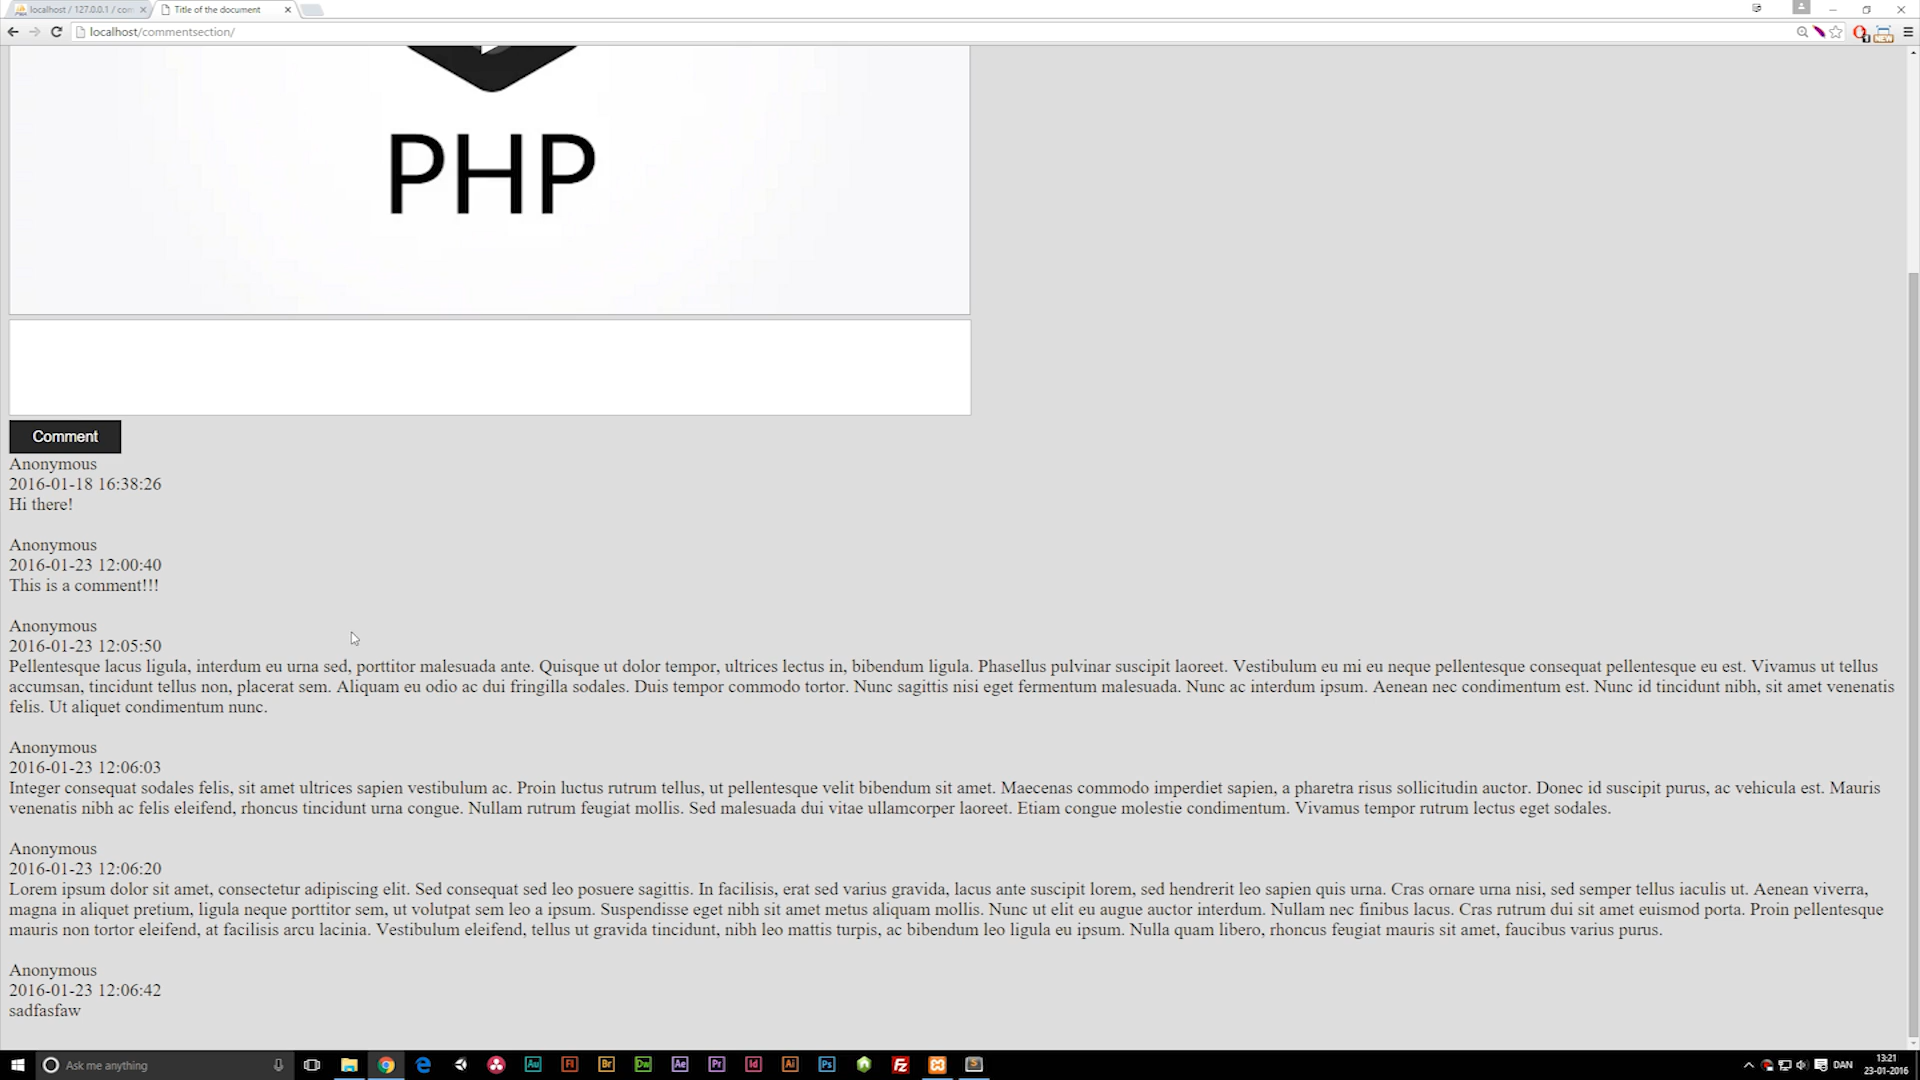 localhost / 127.0.0.1 / com
Title of the document
localhost/commentsection/
NEW
PHP
Comment
Anonymous
2016-01-18 16:38:26
Hi there!
Anonymous
2016-01-23 12:00:40
This is a comment!!!
Anonymous
2016-01-23 12:05:50
Pellentesque lacus ligula, interdum eu urna sed, porttitor malesuada ante. Quisque ut dolor tempor, ultrices lectus in, bibendum ligula. Phasellus pulvinar suscipit laoreet. Vestibulum eu mi eu neque pellentesque consequat pellentesque eu est. Vivamus ut tellus
accumsan, tincidunt tellus non, placerat sem. Aliquam eu odio ac dui fringilla sodales. Duis tempor commodo tortor. Nunc sagittis nisi eget fermentum malesuada. Nunc ac interdum ipsum. Aenean nec condimentum est. Nunc id tincidunt nibh, sit amet venenatis
felis. Ut aliquet condimentum nunc.
Anonymous
2016-01-23 12:06:03
Integer consequat sodales felis, sit amet ultrices sapien vestibulum ac. Proin luctus rutrum tellus, ut pellentesque velit bibendum sit amet. Maecenas commodo imperdiet sapien, a pharetra risus sollicitudin auctor. Donec id suscipit purus, ac vehicula est. Mauris
venenatis nibh ac felis eleifend, rhoncus tincidunt urna congue. Nullam rutrum feugiat mollis. Sed malesuada dui vitae ullamcorper laoreet. Etiam congue molestie condimentum. Vivamus tempor rutrum lectus eget sodales.
Anonymous
2016-01-23 12:06:20
Lorem ipsum dolor sit amet, consectetur adipiscing elit. Sed consequat sed leo posuere sagittis. In facilisis, erat sed varius gravida, lacus ante suscipit lorem, sed hendrerit leo sapien quis urna. Cras ornare urna nisi, sed semper tellus iaculis ut. Aenean viverra,
magna in aliquet pretium, ligula neque porttitor sem, ut volutpat sem leo a ipsum. Suspendisse eget nibh sit amet metus aliquam mollis. Nunc ut elit eu augue auctor interdum. Nullam nec finibus lacus. Cras rutrum dui sit amet euismod porta. Proin pellentesque
mauris non tortor eleifend, at facilisis arcu lacinia. Vestibulum eleifend, tellus ut gravida tincidunt, nibh leo mattis turpis, ac bibendum leo ligula eu ipsum. Nulla quam libero, rhoncus feugiat mauris sit amet, faucibus varius purus.
Anonymous
2016-01-23 12:06:42
sadfasfaw
Ask me anything
Au Fl Br Dw Ae Pr Id Ai Ps Fz
DAN
13:21
23-01-2016